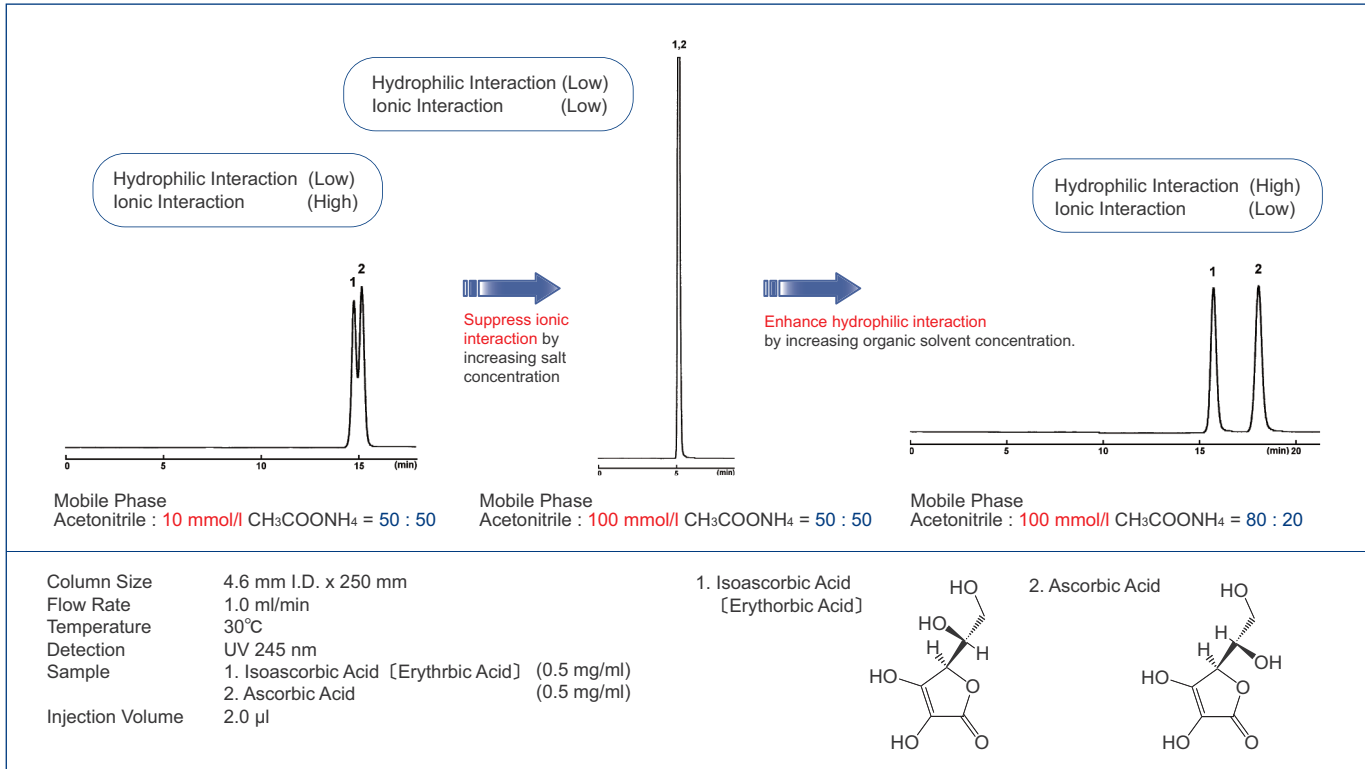 1,2
Hydrophilic Interaction (Low)
Ionic Interaction (Low)
Hydrophilic Interaction (Low)
Ionic Interaction (High)
Hydrophilic Interaction (High)
Ionic Interaction (Low)
1 2
1 2
Suppress ionic
interaction by
increasing salt
concentration
Enhance hydrophilic interaction
by increasing organic solvent concentration.
0 5 10 15 (min)
0 5 (min)
0 5 10 15 (min) 20
Mobile Phase
Acetonitrile : 10 mmol/l CH₃COONH₄ = 50 : 50
Mobile Phase
Acetonitrile : 100 mmol/l CH₃COONH₄ = 50 : 50
Mobile Phase
Acetonitrile : 100 mmol/l CH₃COONH₄ = 80 : 20
Column Size 4.6 mm I.D. x 250 mm
Flow Rate 1.0 ml/min
Temperature 30℃
Detection UV 245 nm
Sample 1. Isoascorbic Acid〔Erythrbic Acid〕 (0.5 mg/ml)
2. Ascorbic Acid (0.5 mg/ml)
Injection Volume 2.0 µl
1. Isoascorbic Acid
〔Erythorbic Acid〕
HO
HO
H
H
HO
O
HO
O
2. Ascorbic Acid
HO
H
H
OH
HO
O
HO
O